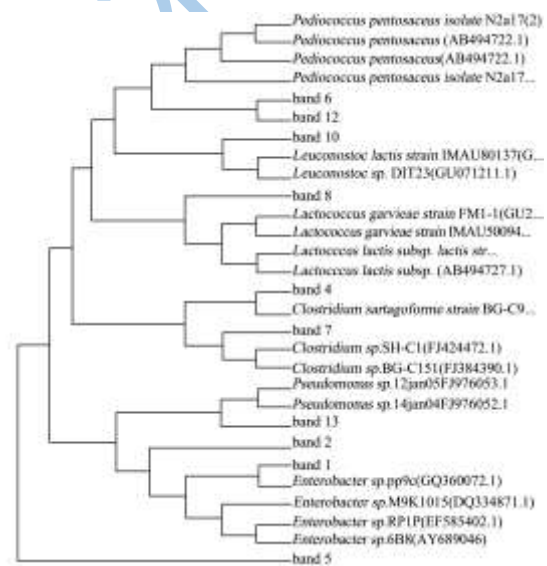 Pediococcus pentosaceus isolate N2a17(2)
Pediococcus pentosaceus (AB494722.1)
Pediococcus pentosaceus(AB494722.1)
Pediococcus pentosaceus isolate N2a17...
band 6
band 12
band 10
Leuconostoc lactis strain IMAU80137(G...
Leuconostoc sp. DIT23(GU071211.1)
band 8
Lactococcus garvieae strain FM1-1(GU2...
Lactococcus garvieae strain IMAU50094...
Lactocccus lactis subsp. lactis str...
Lactocccus lactis subsp. (AB494727.1)
band 4
Clostridium sartagoforme strain BG-C9...
band 7
Clostridium sp.SH-C1(FJ424472.1)
Clostridium sp.BG-C151(FJ384390.1)
Pseudomonas sp.12jan05FJ976053.1
Pseudomonas sp.14jan04FJ976052.1
band 13
band 2
band 1
Enterobacter sp.pp9c(GQ360072.1)
Enterobacter sp.M9K1015(DQ334871.1)
Enterobacter sp.RP1P(EF585402.1)
Enterobacter sp.6B8(AY689046)
band 5